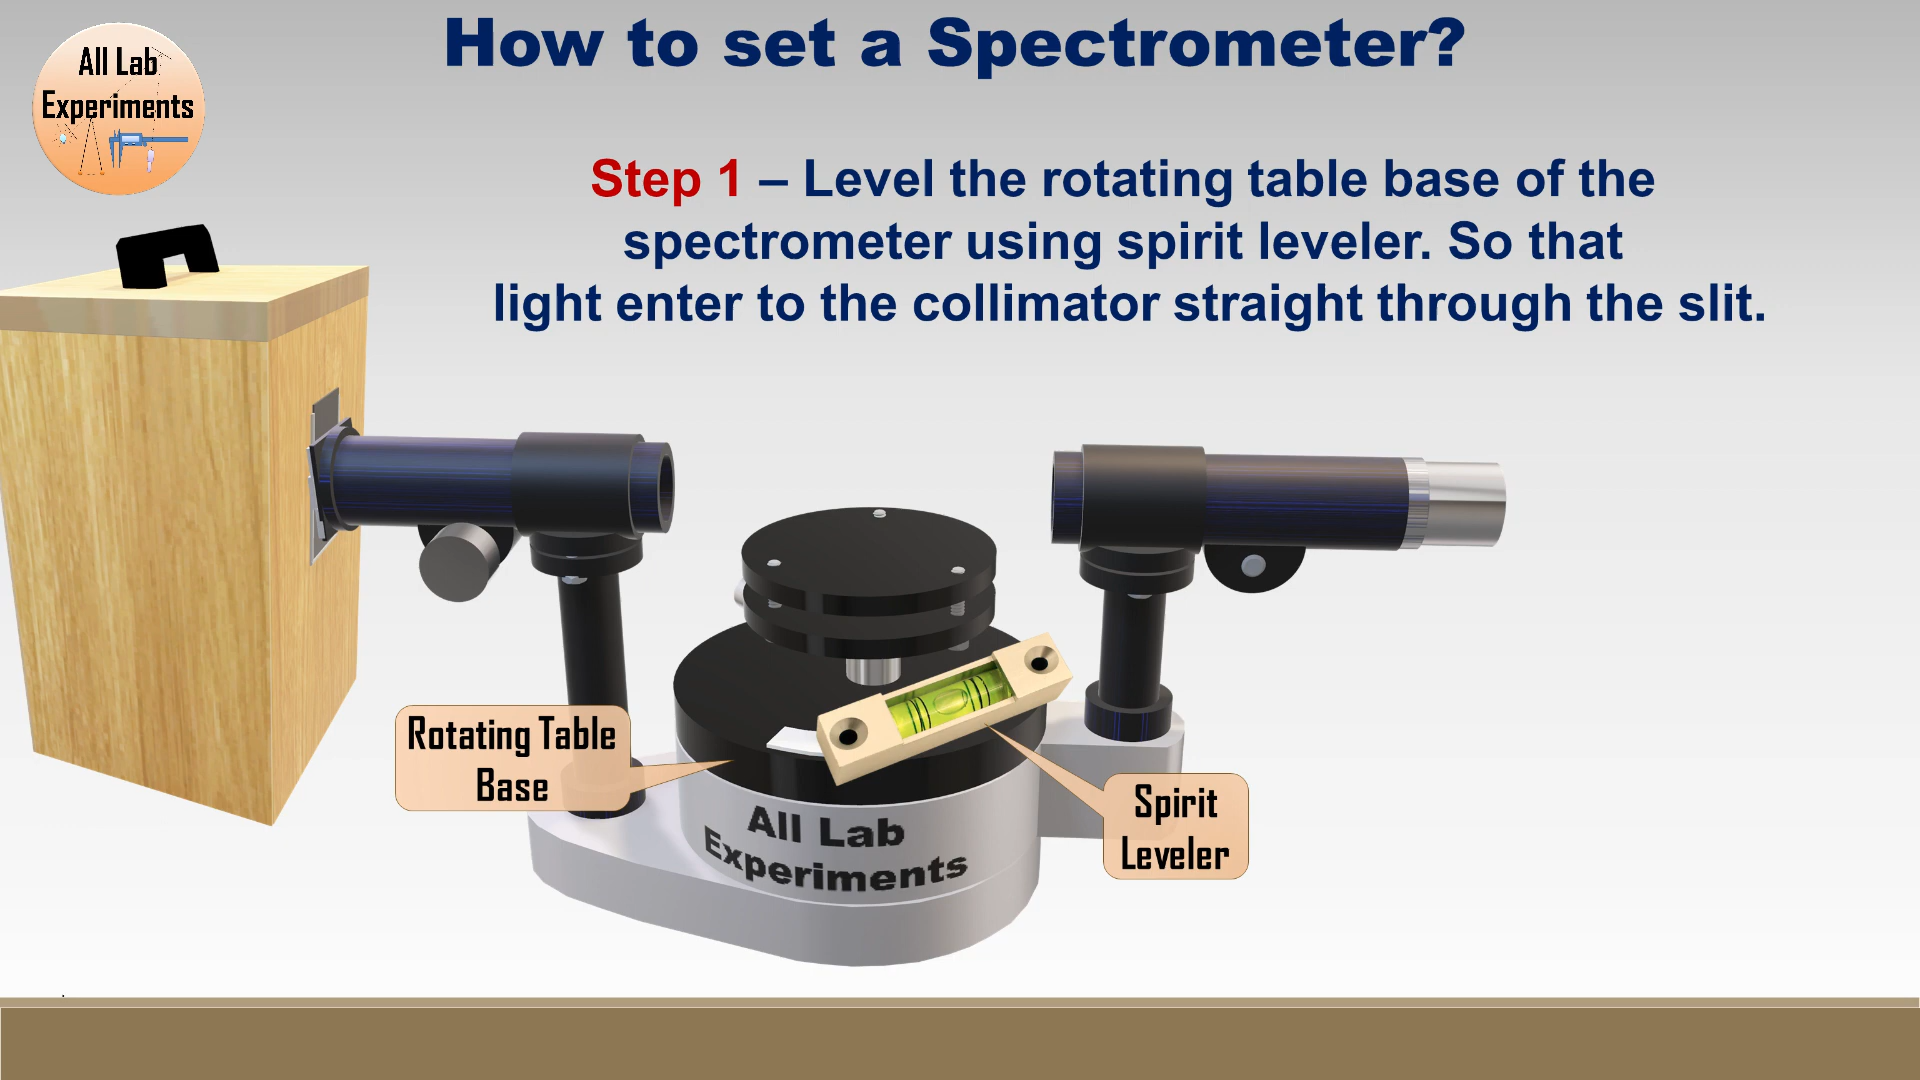 All Lab
Experiments
How to set a Spectrometer?
Step 1 – Level the rotating table base of the
spectrometer using spirit leveler. So that
light enter to the collimator straight through the slit.
Rotating Table
Base
Spirit
Leveler
All Lab
Experiments